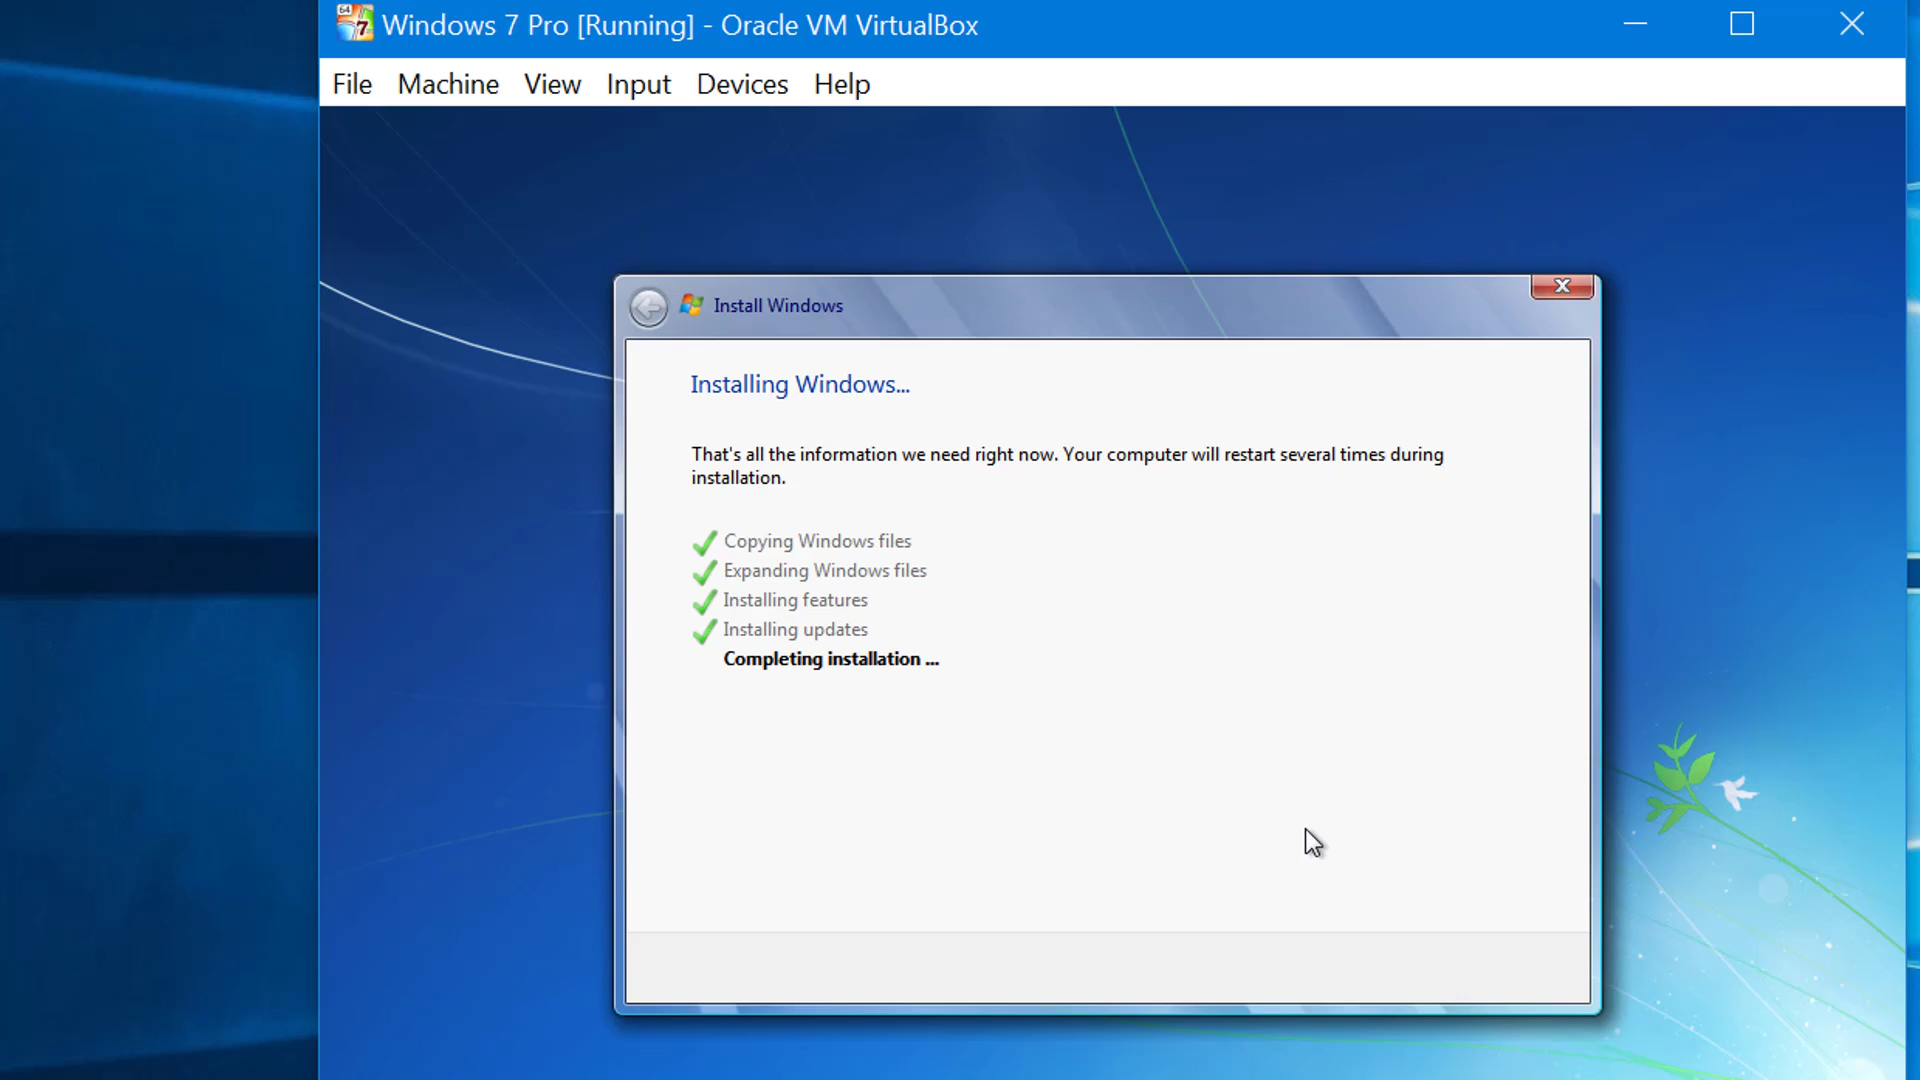 64
7
Windows 7 Pro [Running] - Oracle VM VirtualBox
File Machine View Input Devices Help
Install Windows
Installing Windows...
That's all the information we need right now. Your computer will restart several times during
installation.
Copying Windows files
Expanding Windows files
Installing features
Installing updates
Completing installation ...